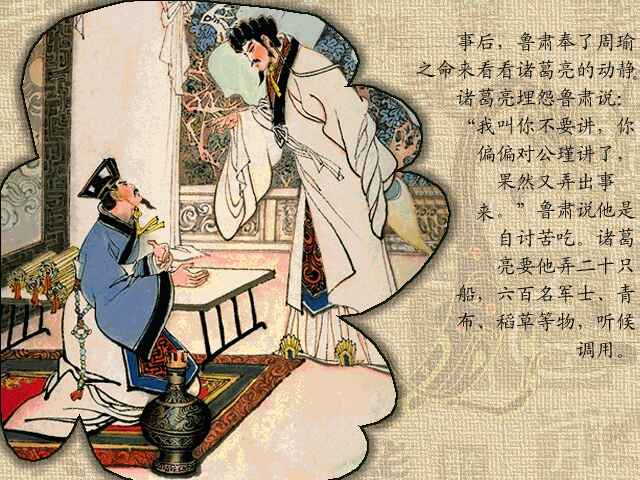 事后，鲁肃奉了周瑜
之命来看看诸葛亮的动静
诸葛亮埋怨鲁肃说：
“我叫你不要讲，你
偏偏对公瑾讲了，
果然又弄出事
来。”鲁肃说他是
自讨苦吃。诸葛
亮要他弄二十只
船，六百名军士、青
布、稻草等物，听候
调用。